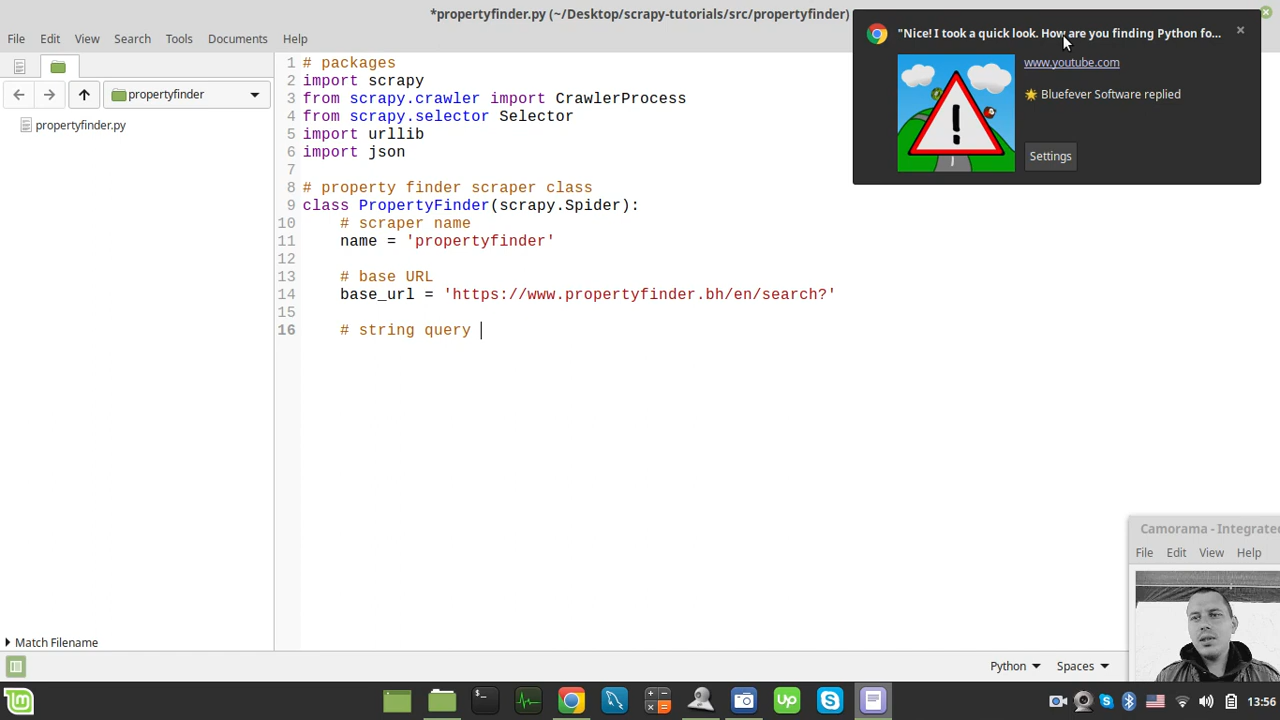 *propertyfinder.py (~/Desktop/scrapy-tutorials/src/propertyfinder)
File Edit View Search Tools Documents Help
propertyfinder
propertyfinder.py
1 # packages
2 import scrapy
3 from scrapy.crawler import CrawlerProcess
4 from scrapy.selector import Selector
5 import urllib
6 import json
7
8 # property finder scraper class
9 class PropertyFinder(scrapy.Spider):
10 # scraper name
11 name = 'propertyfinder'
12
13 # base URL
14 base_url = 'https://www.propertyfinder.bh/en/search?'
15
16 # string query
"Nice! I took a quick look. How are you finding Python fo...
www.youtube.com
🌟 Bluefever Software replied
Settings
Camorama - Integrated
File Edit View Help
Match Filename
Python Spaces
Up
13:56